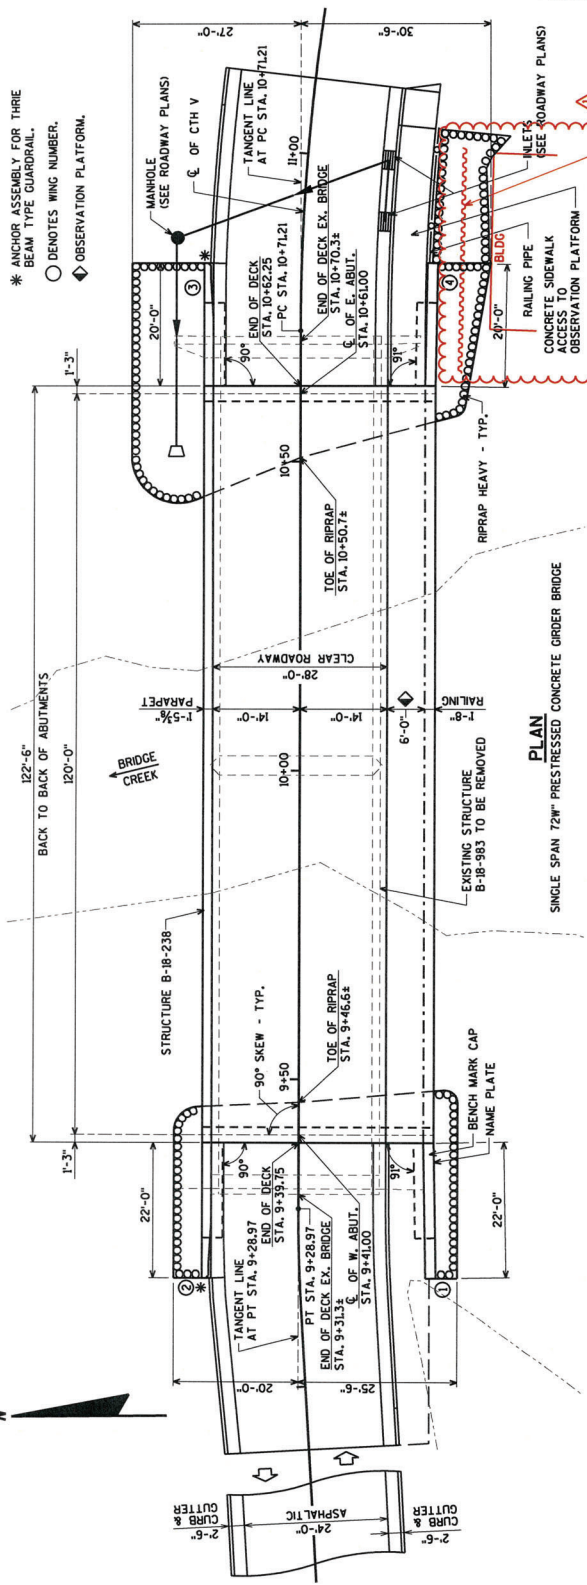 * ANCHOR ASSEMBLY FOR THRIE
BEAM TYPE GUARDRAIL.
○ DENOTES WING NUMBER.
OBSERVATION PLATFORM.
N
122'-6"
BACK TO BACK OF ABUTMENTS
120'-0"
1'-3"
1'-3"
22'-0"
20'-0"
27'-0"
30'-6"
MANHOLE
(SEE ROADWAY PLANS)
℄ OF CTH V
TANGENT LINE
AT PC STA. 10+71.21
11+00
STRUCTURE B-18-238
BRIDGE
CREEK
2
*
3
*
90°
90°
90° SKEW - TYP.
TANGENT LINE
AT PT STA. 9+28.97
END OF DECK
STA. 9+39.75
END OF DECK
STA. 10+62.25
PC STA. 10+71.21
20'-0"
25'-6"
2'-6"
CURB &
GUTTER
24'-0"
ASPHALTIC
2'-6"
CURB &
GUTTER
9+50
10+00
10+50
1'-5⅜"
PARAPET
14'-0"
28'-0"
CLEAR ROADWAY
14'-0"
6'-0"
1'-8"
RAILING
PT STA. 9+28.97
END OF DECK EX. BRIDGE
STA. 9+31.3±
℄ OF W. ABUT.
STA. 9+41.00
TOE OF RIPRAP
STA. 9+46.6±
TOE OF RIPRAP
STA. 10+50.7±
END OF DECK EX. BRIDGE
STA. 10+70.3±
℄ OF E. ABUT.
STA. 10+61.00
91°
91°
1
4
22'-0"
20'-0"
BENCH MARK CAP
NAME PLATE
EXISTING STRUCTURE
B-18-983 TO BE REMOVED
RIPRAP HEAVY - TYP.
BLDG
INLETS
(SEE ROADWAY PLANS)
RAILING PIPE
CONCRETE SIDEWALK
ACCESS TO
OBSERVATION PLATFORM
PLAN
SINGLE SPAN 72W" PRESTRESSED CONCRETE GIRDER BRIDGE